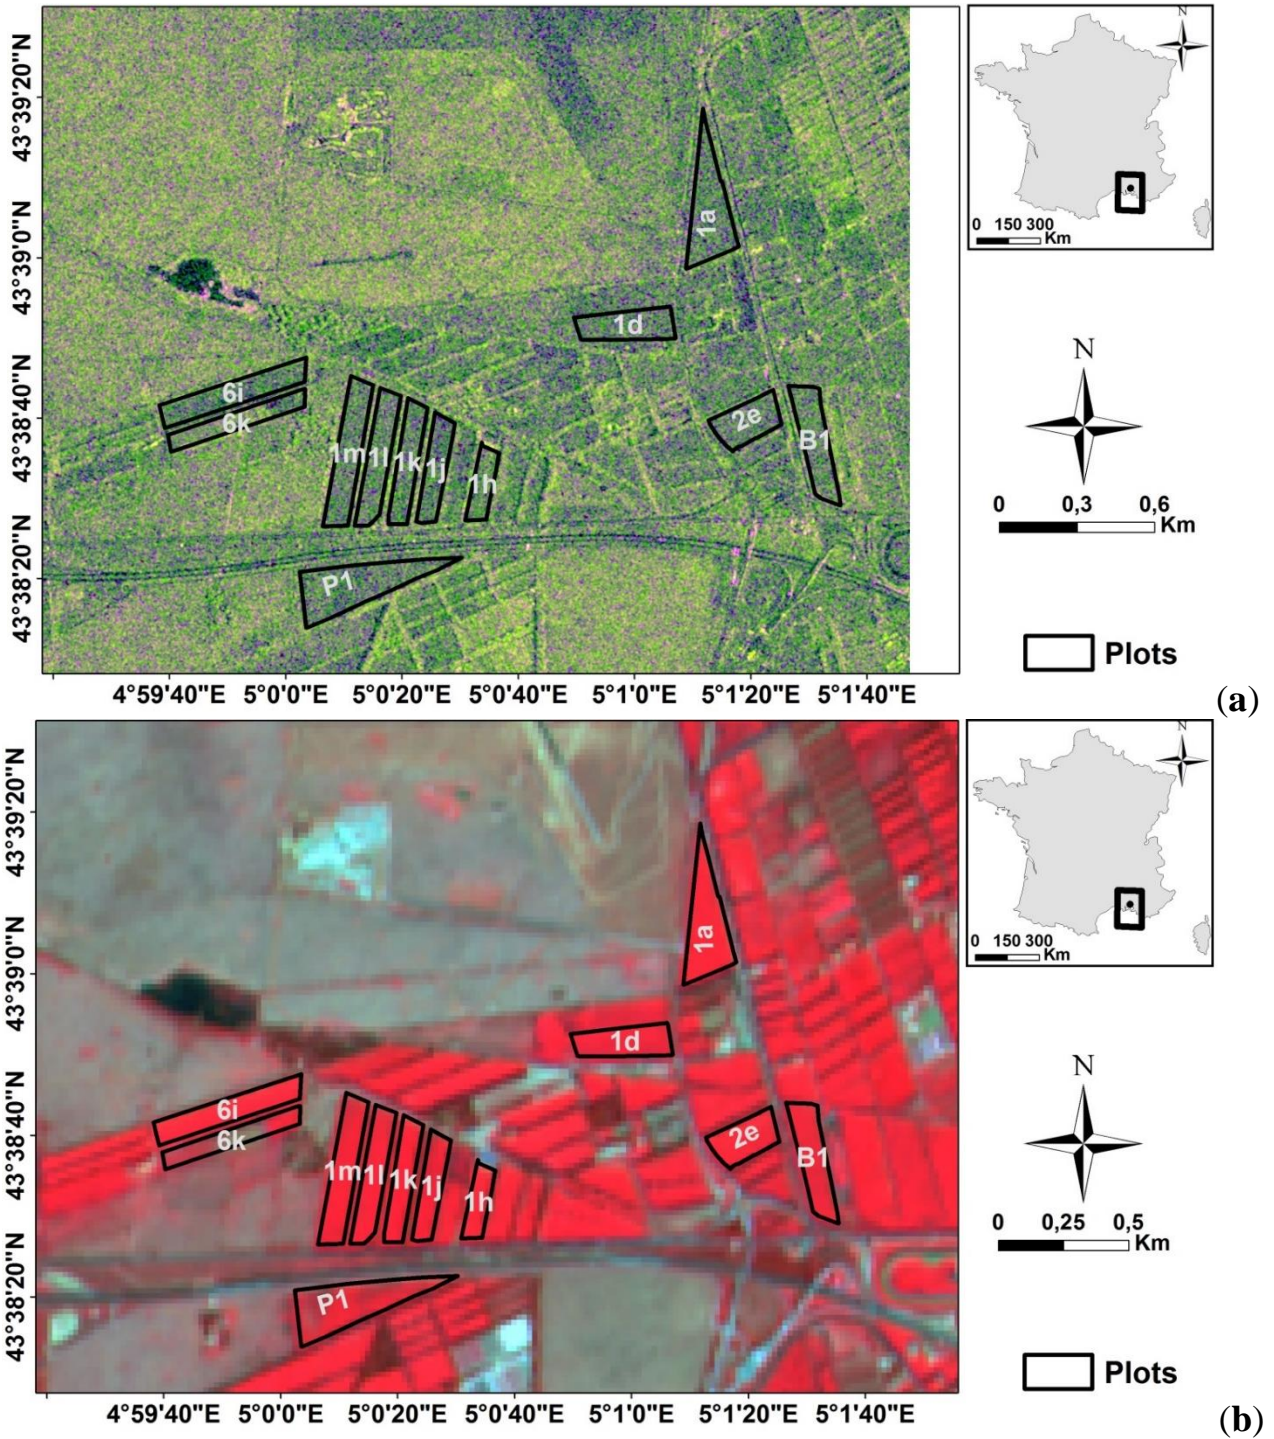 N
0 150 300
Km
43°39'20"N
43°39'0"N
43°38'40"N
43°38'20"N
1a
1d
6i
6k
2e
B1
1m
1l
1k
1j
1h
P1
N
0 0,3 0,6
Km
Plots
4°59'40"E 5°0'0"E 5°0'20"E 5°0'40"E 5°1'0"E 5°1'20"E 5°1'40"E
(a)
N
0 150 300
Km
43°39'20"N
43°39'0"N
43°38'40"N
43°38'20"N
1a
1d
6i
6k
2e
B1
1m
1l
1k
1j
1h
P1
N
0 0,25 0,5
Km
Plots
4°59'40"E 5°0'0"E 5°0'20"E 5°0'40"E 5°1'0"E 5°1'20"E 5°1'40"E
(b)